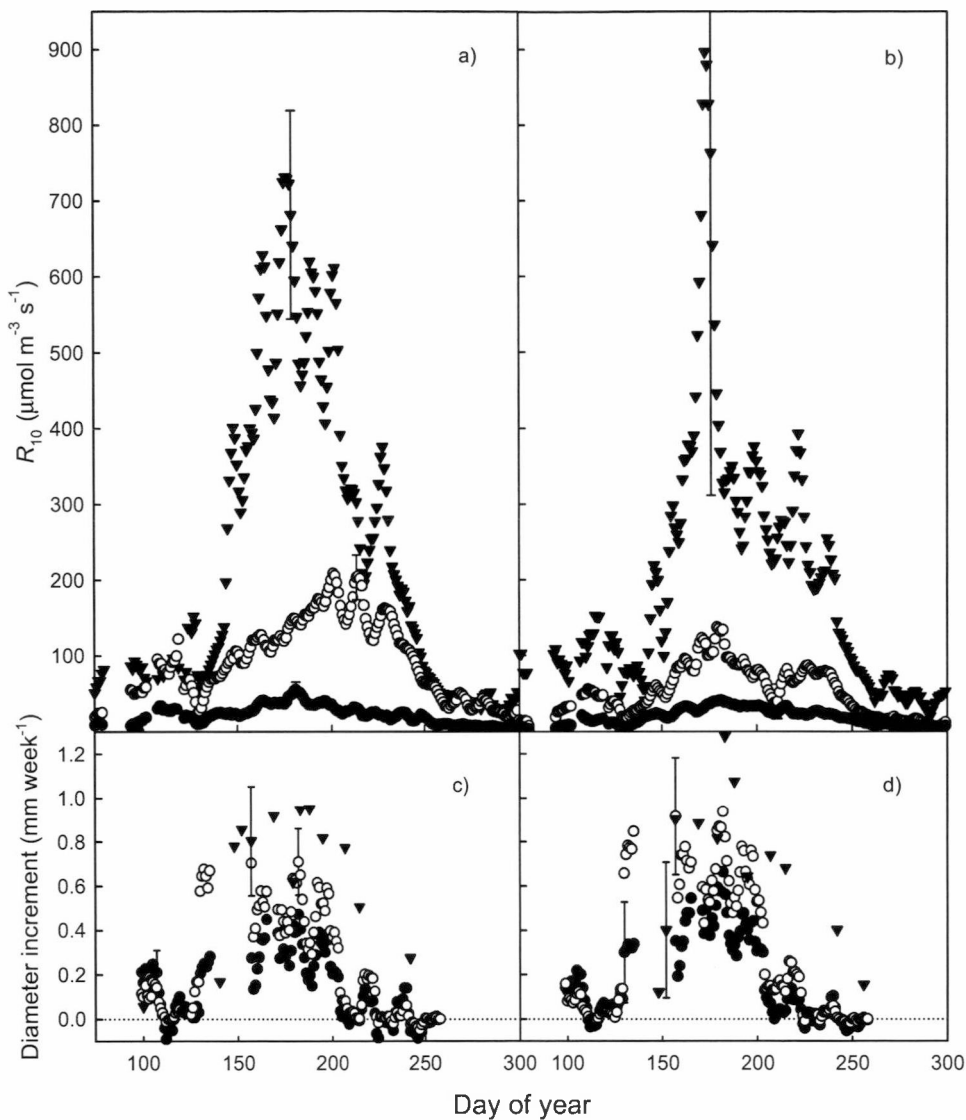 a)
b)
900
800
700
600
500
400
300
200
100
R10 (μmol m⁻³ s⁻¹)
300
c)
d)
1.2
1.0
0.8
0.6
0.4
0.2
0.0
Diameter increment (mm week⁻¹)
100 150 200 250 300 100 150 200 250 300
Day of year